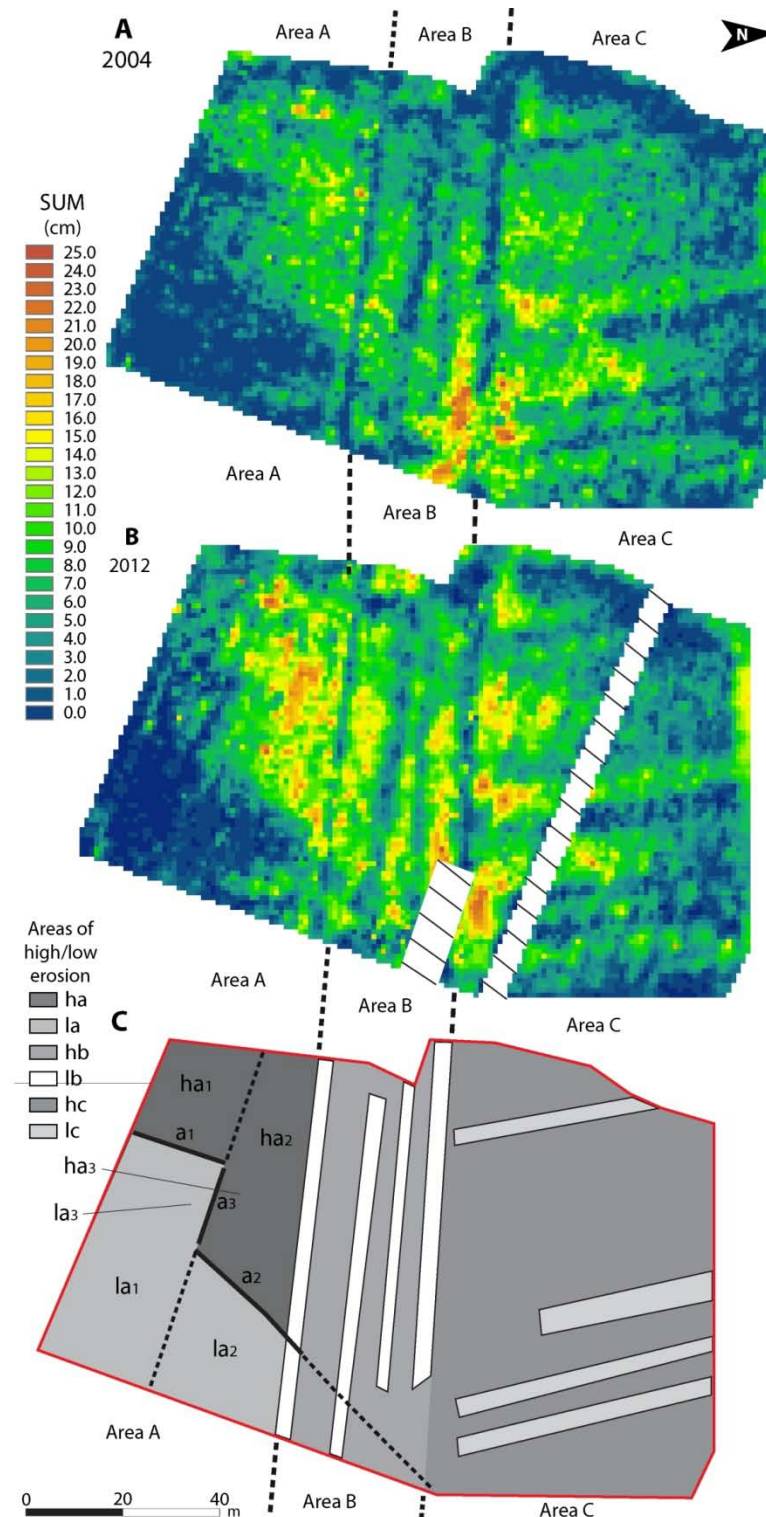 Area A
Area B
Area C
A
2004
N
SUM
(cm)
25.0
24.0
23.0
22.0
21.0
20.0
19.0
18.0
17.0
16.0
15.0
14.0
13.0
12.0
11.0
10.0
9.0
8.0
7.0
6.0
5.0
4.0
3.0
2.0
1.0
0.0
Area A
Area B
Area C
B
2012
Areas of
high/low
erosion
ha
la
hb
lb
hc
lc
Area A
Area B
Area C
C
ha1
ha2
a1
ha3
a3
la3
a2
la1
la2
Area A
Area B
Area C
0 20 40
m